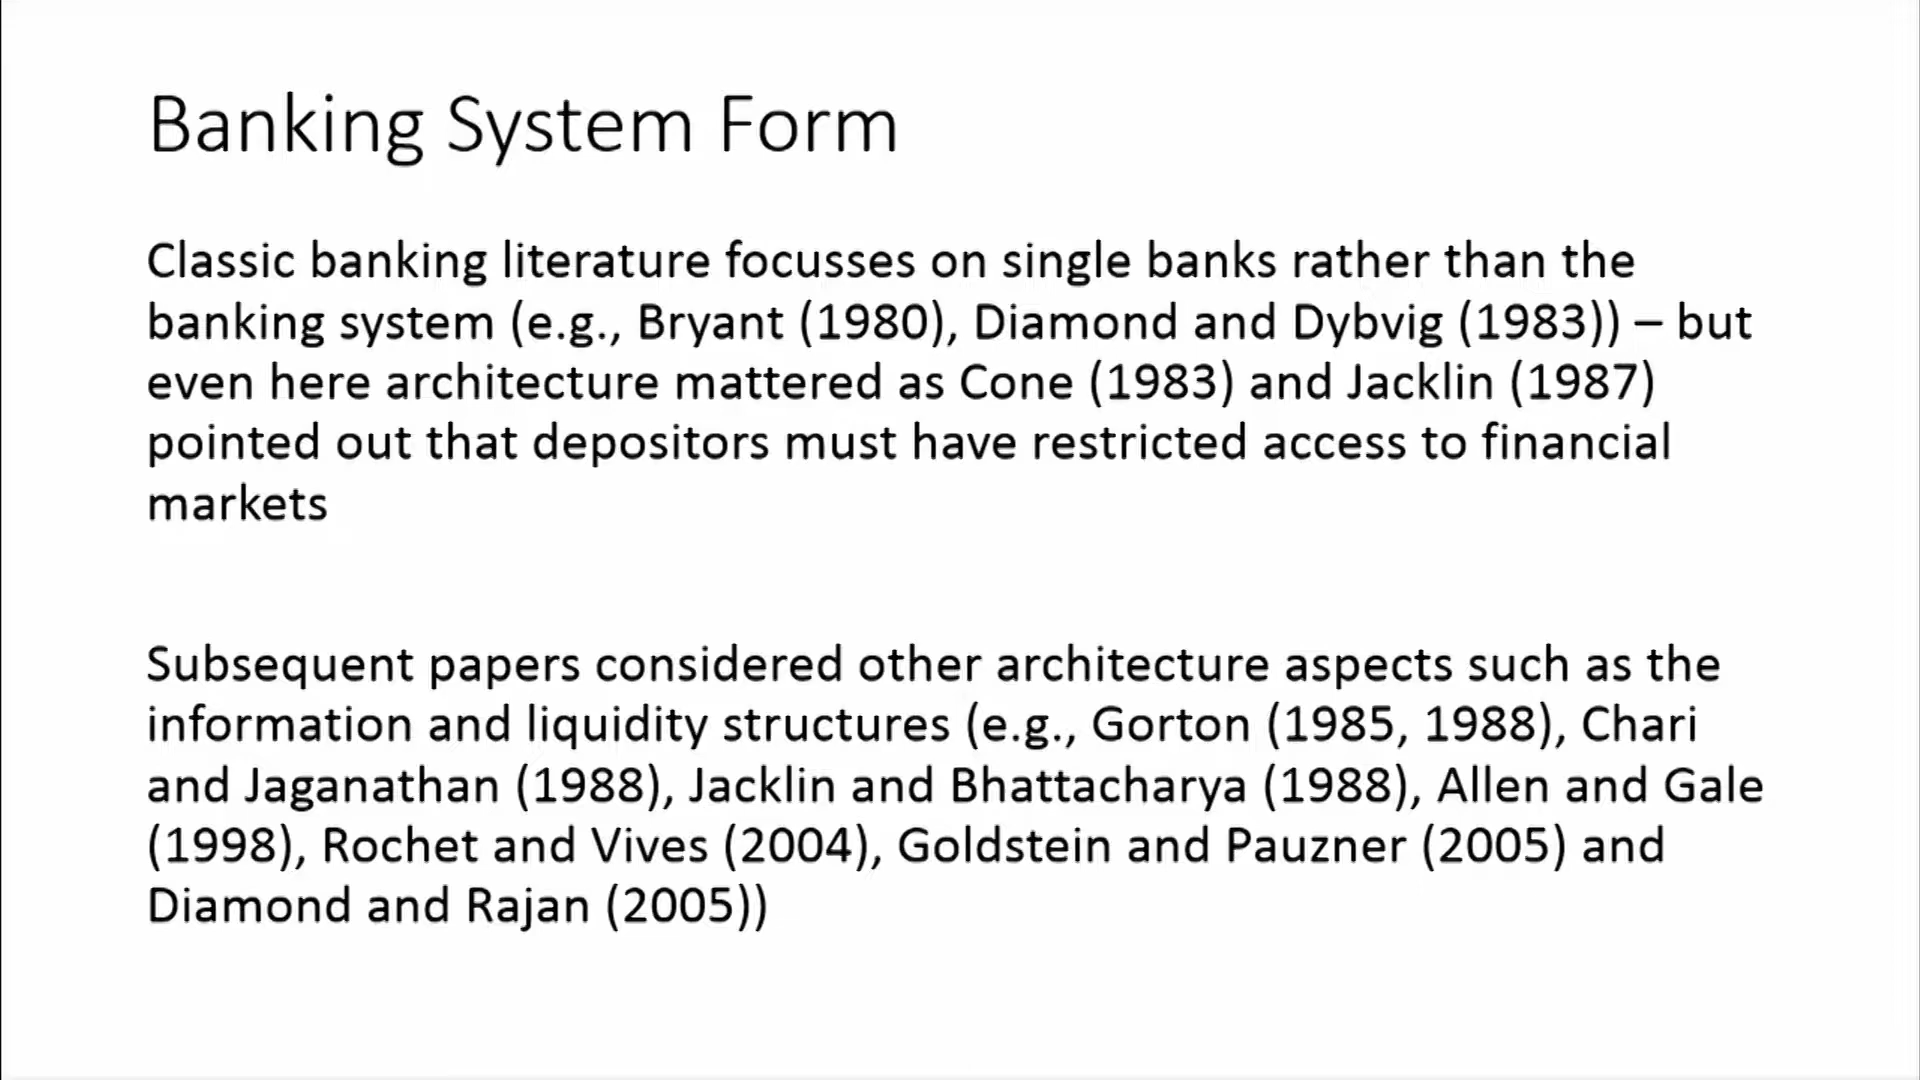 Banking System Form
Classic banking literature focusses on single banks rather than the
banking system (e.g., Bryant (1980), Diamond and Dybvig (1983)) – but
even here architecture mattered as Cone (1983) and Jacklin (1987)
pointed out that depositors must have restricted access to financial
markets
Subsequent papers considered other architecture aspects such as the
information and liquidity structures (e.g., Gorton (1985, 1988), Chari
and Jaganathan (1988), Jacklin and Bhattacharya (1988), Allen and Gale
(1998), Rochet and Vives (2004), Goldstein and Pauzner (2005) and
Diamond and Rajan (2005))